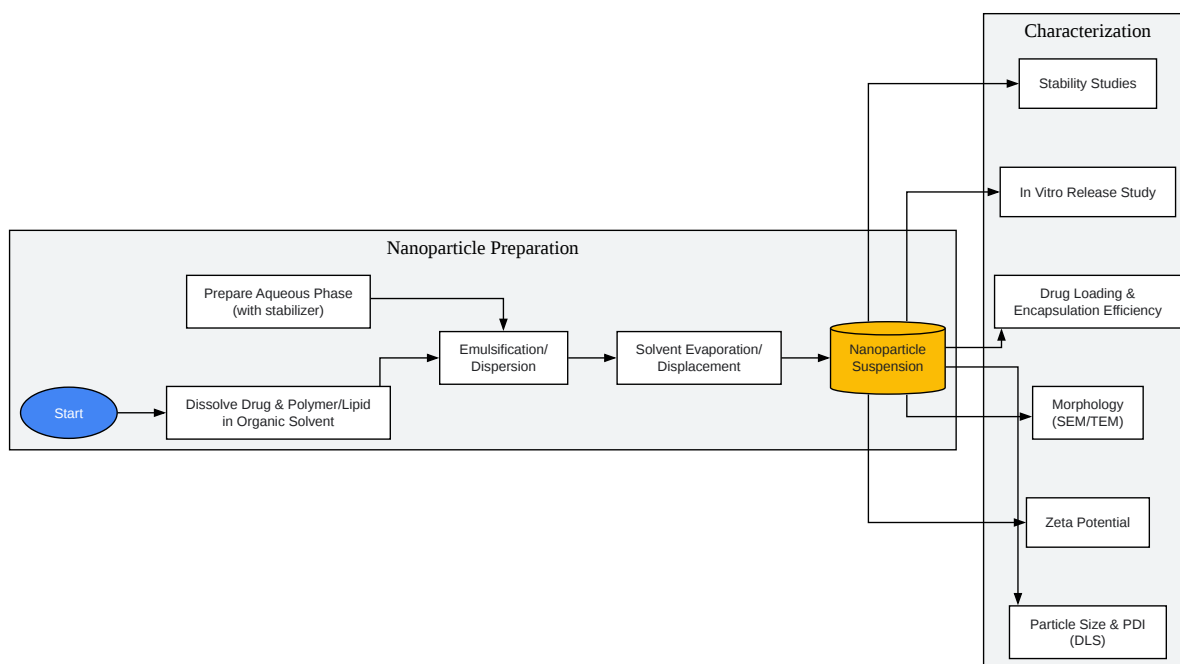 Characterization
Stability Studies
In Vitro Release Study
Nanoparticle Preparation
Prepare Aqueous Phase
(with stabilizer)
Drug Loading &
Encapsulation Efficiency
Emulsification/
Dispersion
Solvent Evaporation/
Displacement
Nanoparticle
Suspension
Start
Dissolve Drug & Polymer/Lipid
in Organic Solvent
Morphology
(SEM/TEM)
Zeta Potential
Particle Size & PDI
(DLS)